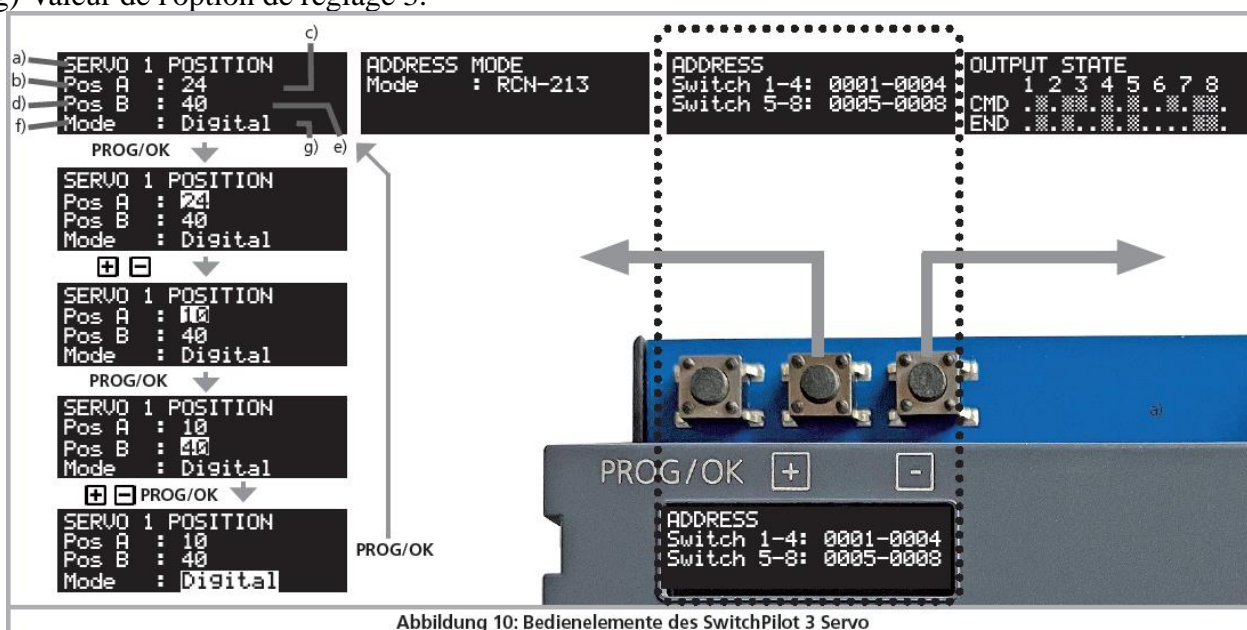 g) Valeur de l'option de réglage 3.
c)
a)
SERVO 1 POSITION
b)
Pos A : 24
d)
Pos B : 40
f)
Mode : Digital
g)
e)
ADDRESS MODE
Mode : RCN-213
ADDRESS
Switch 1-4: 0001-0004
Switch 5-8: 0005-0008
OUTPUT STATE
1 2 3 4 5 6 7 8
CMD
END
PROG/OK
SERVO 1 POSITION
Pos A : 24
Pos B : 40
Mode : Digital
+ -
SERVO 1 POSITION
Pos A : 10
Pos B : 40
Mode : Digital
PROG/OK
SERVO 1 POSITION
Pos A : 10
Pos B : 40
Mode : Digital
+ - PROG/OK
SERVO 1 POSITION
Pos A : 10
Pos B : 40
Mode : Digital
PROG/OK
a)
PROG/OK + -
ADDRESS
Switch 1-4: 0001-0004
Switch 5-8: 0005-0008
Abbildung 10: Bedienelemente des SwitchPilot 3 Servo